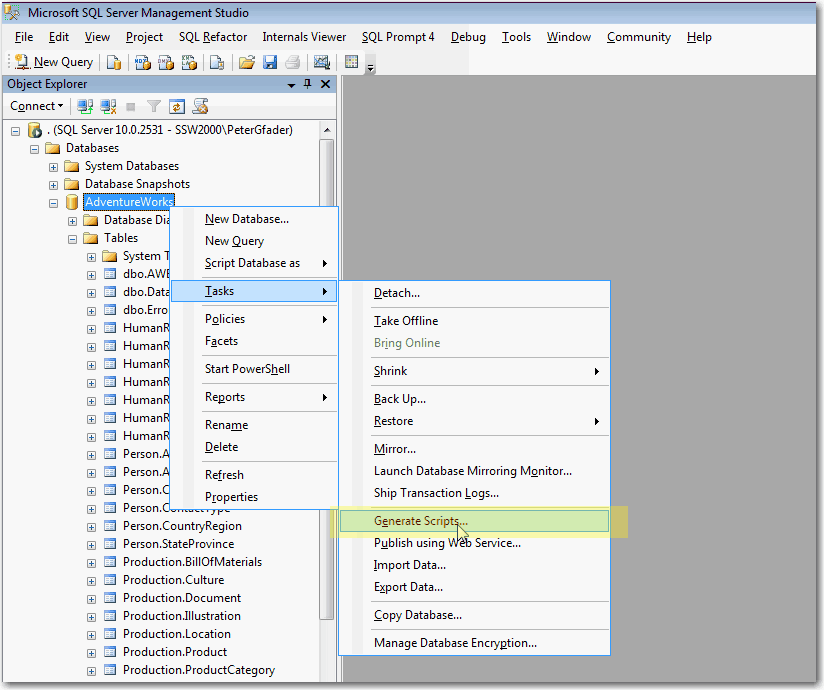 Microsoft SQL Server Management Studio
File Edit View Project SQL Refactor Internals Viewer SQL Prompt 4 Debug Tools Window Community Help
New Query
Object Explorer
Connect
. (SQL Server 10.0.2531 - SSW2000\PeterGfader)
Databases
System Databases
Database Snapshots
AdventureWorks
Database Dia
Tables
System T
dbo.AWB
dbo.Data
dbo.Erro
HumanR
HumanR
HumanR
HumanR
HumanR
HumanR
HumanR
Person.A
Person.A
Person.C
Person.ContactType
Person.CountryRegion
Person.StateProvince
Production.BillOfMaterials
Production.Culture
Production.Document
Production.Illustration
Production.Location
Production.Product
Production.ProductCategory
New Database...
New Query
Script Database as
Tasks
Policies
Facets
Start PowerShell
Reports
Rename
Delete
Refresh
Properties
Detach...
Take Offline
Bring Online
Shrink
Back Up...
Restore
Mirror...
Launch Database Mirroring Monitor...
Ship Transaction Logs...
Generate Scripts...
Publish using Web Service...
Import Data...
Export Data...
Copy Database...
Manage Database Encryption...